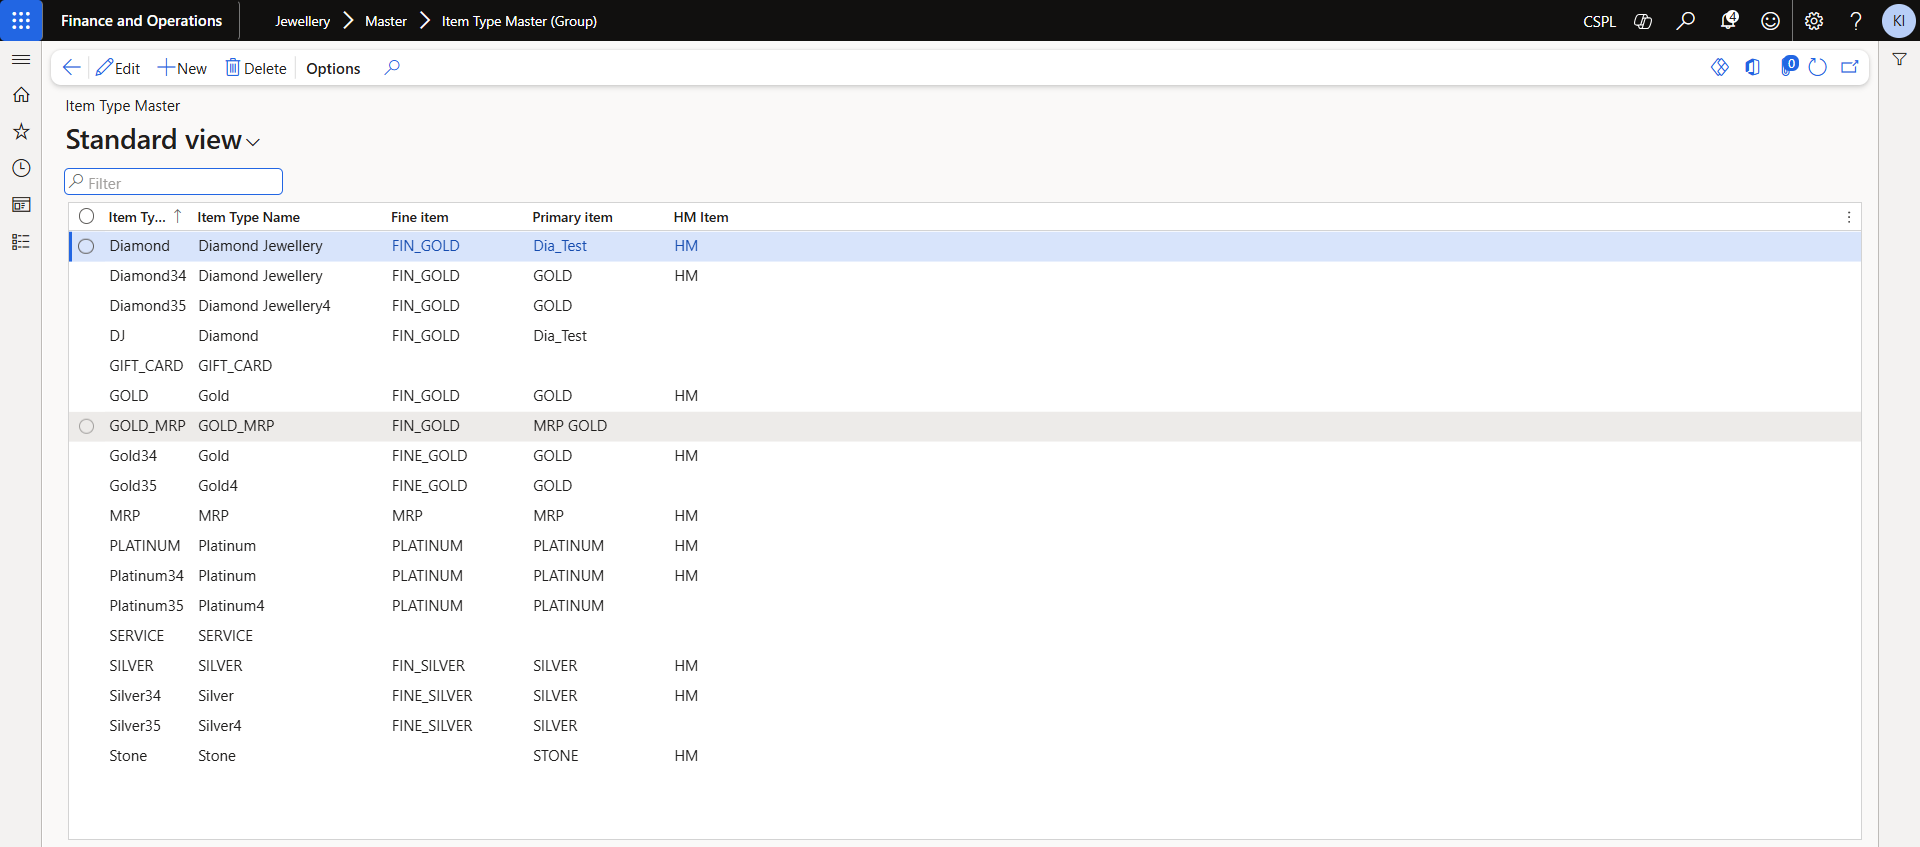 Finance and Operations Jewellery Master Item Type Master (Group) CSPL 4 ? KI
Edit New Delete Options 0
Item Type Master
Standard view
Filter
Item Ty... Item Type Name Fine item Primary item HM Item
Diamond Diamond Jewellery FIN_GOLD Dia_Test HM
Diamond34 Diamond Jewellery FIN_GOLD GOLD HM
Diamond35 Diamond Jewellery4 FIN_GOLD GOLD
DJ Diamond FIN_GOLD Dia_Test
GIFT_CARD GIFT_CARD
GOLD Gold FIN_GOLD GOLD HM
GOLD_MRP GOLD_MRP FIN_GOLD MRP GOLD
Gold34 Gold FINE_GOLD GOLD HM
Gold35 Gold4 FINE_GOLD GOLD
MRP MRP MRP MRP HM
PLATINUM Platinum PLATINUM PLATINUM HM
Platinum34 Platinum PLATINUM PLATINUM HM
Platinum35 Platinum4 PLATINUM PLATINUM
SERVICE SERVICE
SILVER SILVER FIN_SILVER SILVER HM
Silver34 Silver FINE_SILVER SILVER HM
Silver35 Silver4 FINE_SILVER SILVER
Stone Stone STONE HM